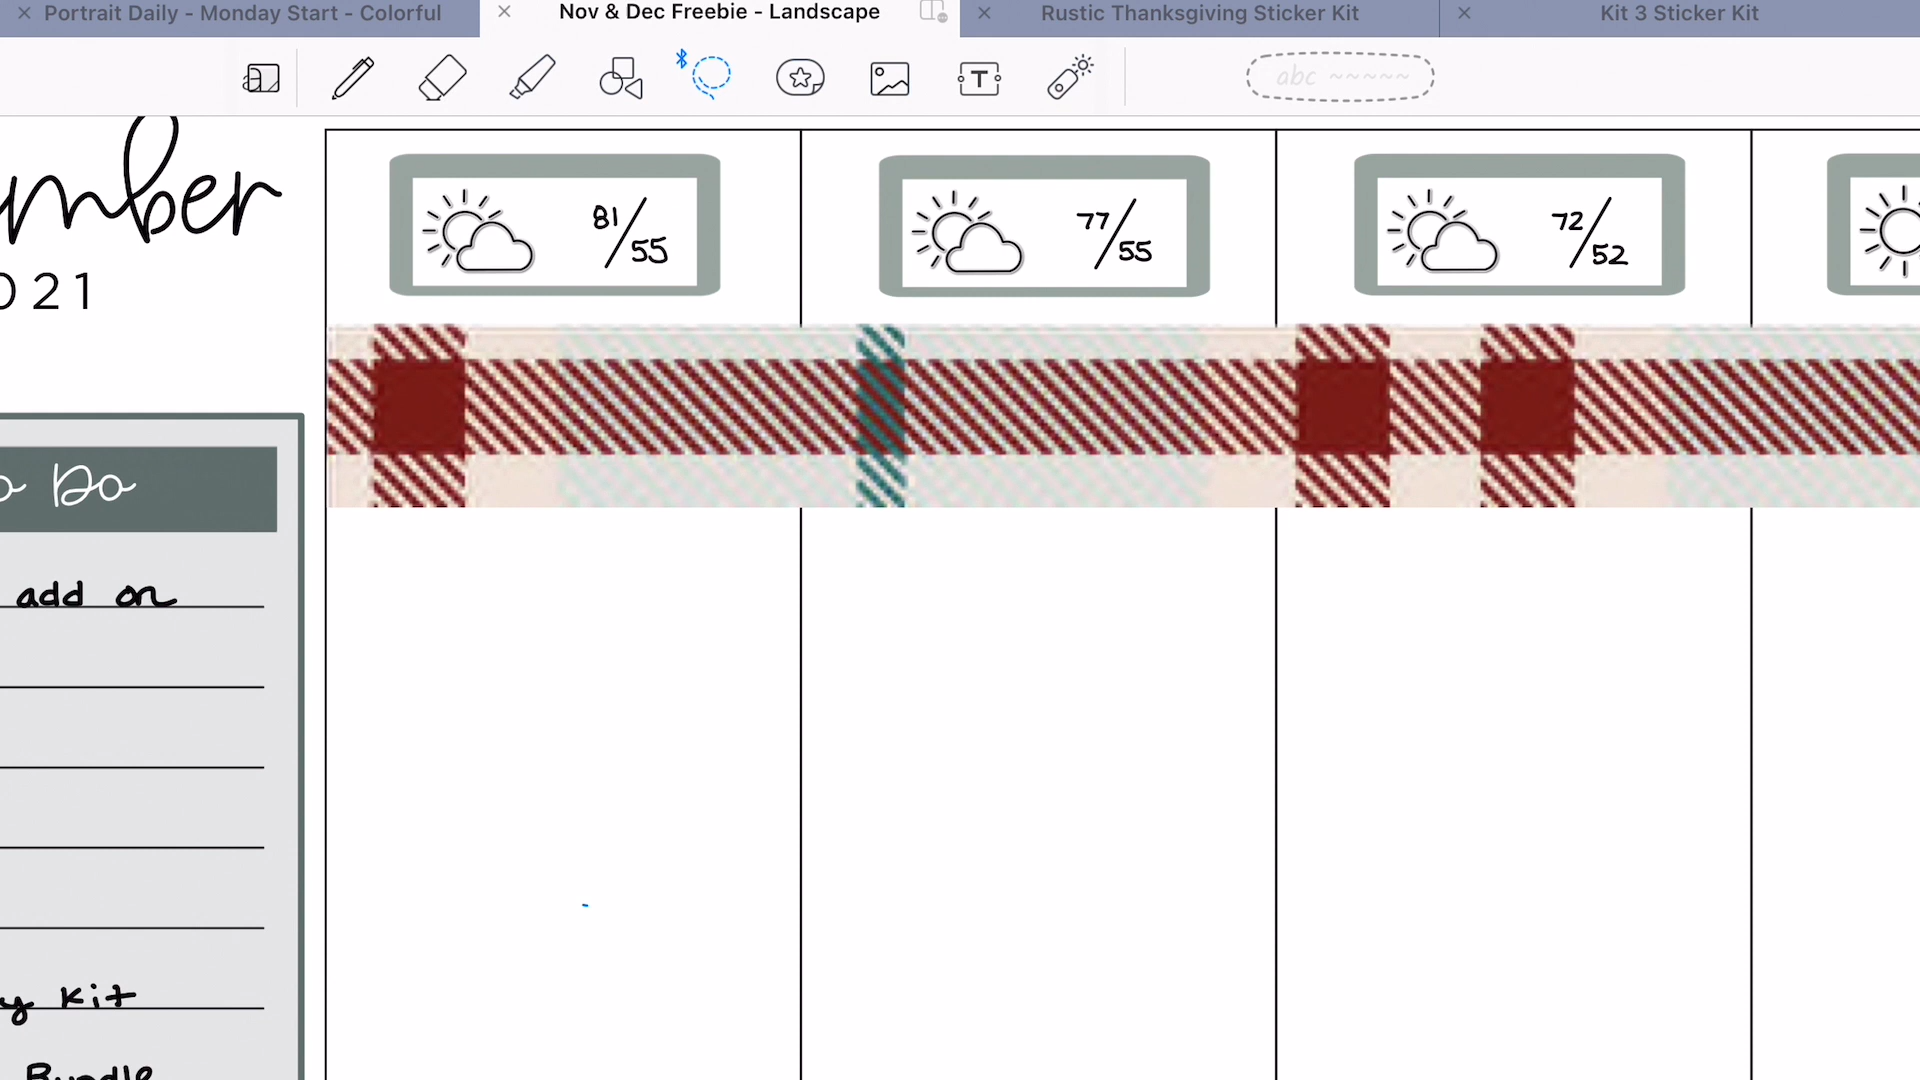 Portrait Daily - Monday Start - Colorful
Nov & Dec Freebie - Landscape
Rustic Thanksgiving Sticker Kit
Kit 3 Sticker Kit
abc
mber
021
81/55
77/55
72/52
o Do
add on
y Kit
Bundle